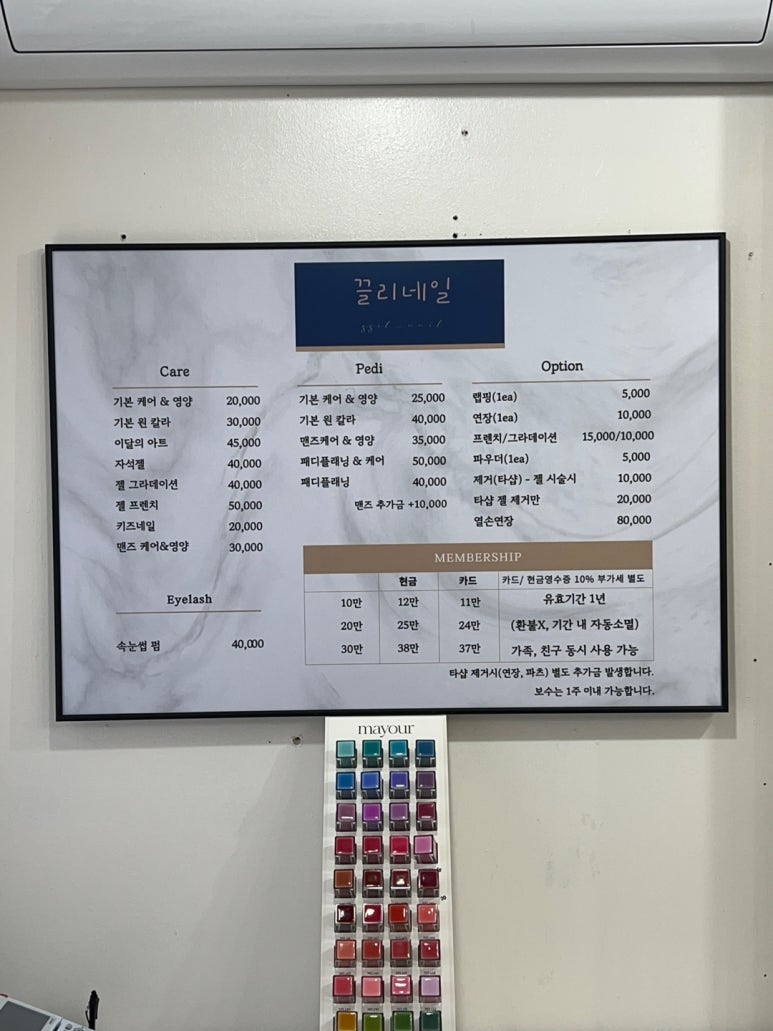 끌리네일
Care
기본 케어 & 영양 20,000
기본 원 칼라 30,000
이달의 아트 45,000
자석젤 40,000
젤 그라데이션 40,000
젤 프렌치 50,000
키즈네일 20,000
맨즈 케어&영양 30,000
Eyelash
속눈썹 펌 40,000
Pedi
기본 케어 & 영양 25,000
기본 원 칼라 40,000
맨즈케어 & 영양 35,000
패디플래닝 & 케어 50,000
패디플래닝 40,000
맨즈 추가금 +10,000
Option
랩핑(1ea) 5,000
연장(1ea) 10,000
프렌치/그라데이션 15,000/10,000
파우더(1ea) 5,000
제거(타샵) - 젤 시술시 10,000
타샵 젤 제거만 20,000
열손연장 80,000
MEMBERSHIP
현금 카드 카드/ 현금영수증 10% 부가세 별도
10만 12만 11만 유효기간 1년
20만 25만 24만 (환불X, 기간 내 자동소멸)
30만 38만 37만 가족, 친구 동시 사용 가능
타샵 제거시(연장, 파츠) 별도 추가금 발생합니다.
보수는 1주 이내 가능합니다.
mayour